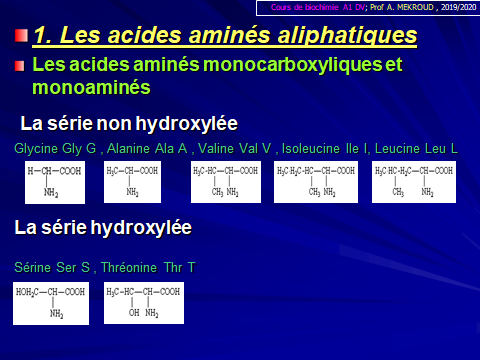 Cours de biochimie A1 DV; Prof A. MEKROUD , 2019/2020
1. Les acides aminés aliphatiques
Les acides aminés monocarboxyliques et
monoaminés
La série non hydroxylée
Glycine Gly G , Alanine Ala A , Valine Val V , Isoleucine Ile I, Leucine Leu L
H–CH–COOH
NH₂
H₃C–CH–COOH
NH₂
H₃C-HC–CH–COOH
CH₃ NH₂
H₃C-H₂C-HC–CH–COOH
CH₃ NH₂
H₃C-HC-H₂C–CH–COOH
CH₃ NH₂
La série hydroxylée
Sérine Ser S , Thréonine Thr T
HOH₂C–CH–COOH
NH₂
H₃C-HC–CH–COOH
OH NH₂